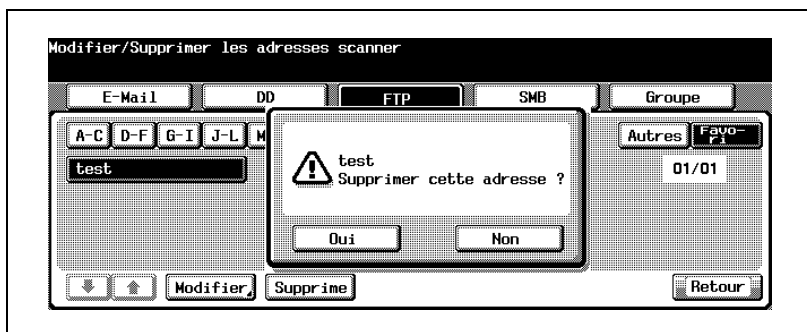 Modifier/Supprimer les adresses scanner
E-Mail DD FTP SMB Groupe
A-C D-F G-I J-L M Autres Favo-
ri
test 01/01
test
Supprimer cette adresse ?
Oui Non
Modifier Supprime Retour